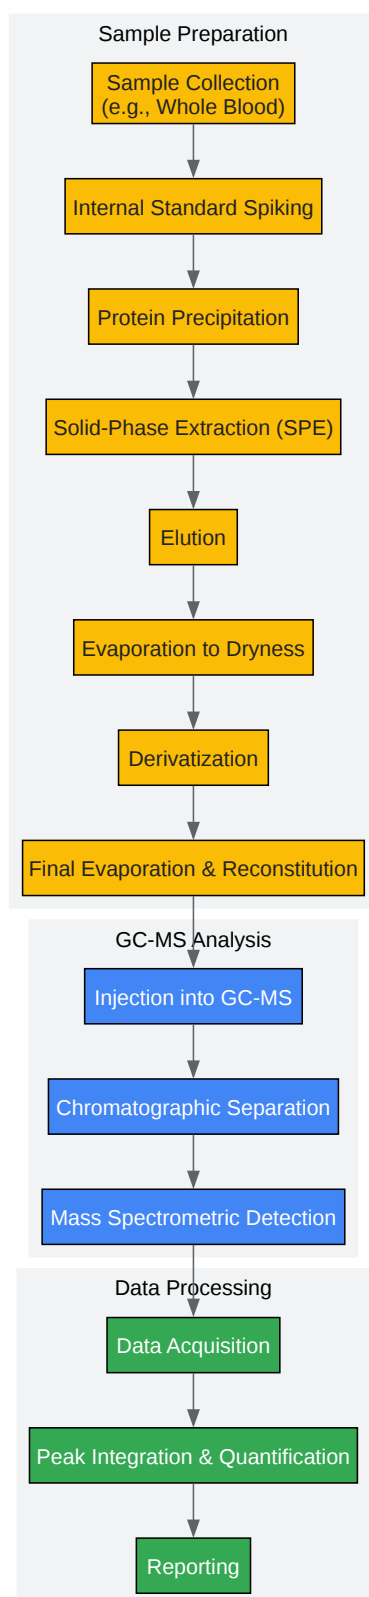 Sample Preparation
Sample Collection
(e.g., Whole Blood)
Internal Standard Spiking
Protein Precipitation
Solid-Phase Extraction (SPE)
Elution
Evaporation to Dryness
Derivatization
Final Evaporation & Reconstitution
GC-MS Analysis
Injection into GC-MS
Chromatographic Separation
Mass Spectrometric Detection
Data Processing
Data Acquisition
Peak Integration & Quantification
Reporting